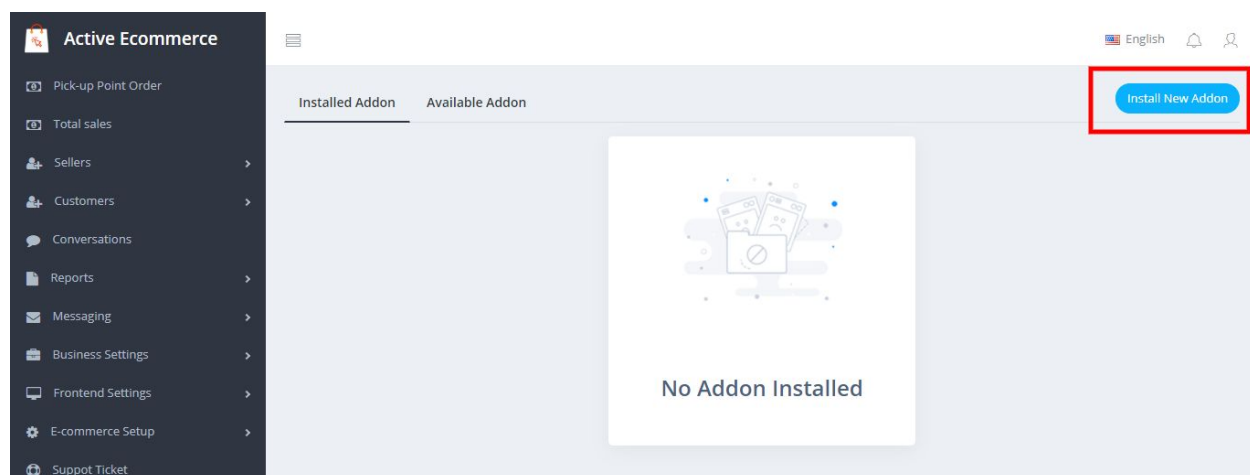 Active Ecommerce
English
Pick-up Point Order
Total sales
Sellers
Customers
Conversations
Reports
Messaging
Business Settings
Frontend Settings
E-commerce Setup
Suppot Ticket
Installed Addon Available Addon
Install New Addon
No Addon Installed